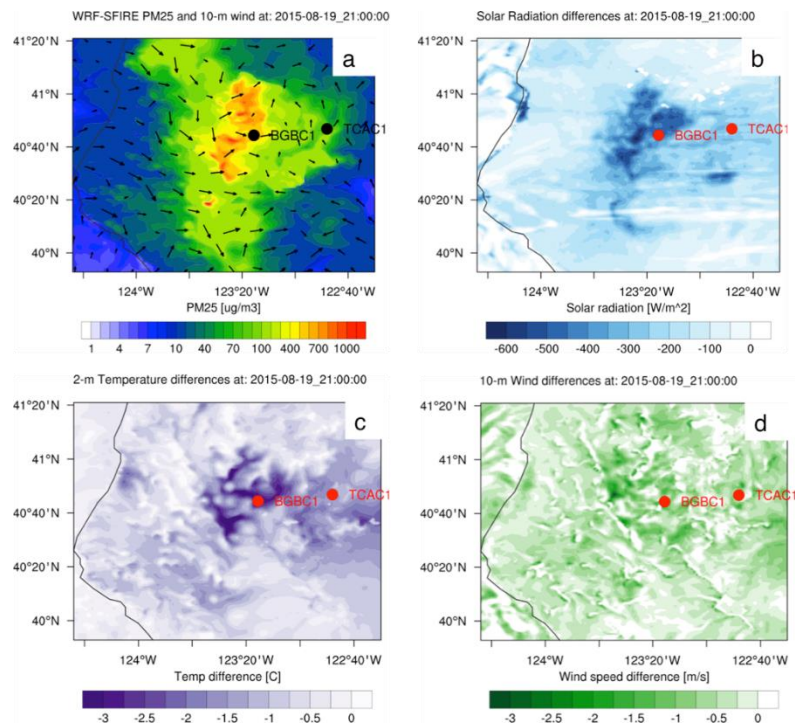 WRF-SFIRE PM25 and 10-m wind at: 2015-08-19_21:00:00
41°20'N
41°N
40°40'N
40°20'N
40°N
a
BGBC1
TCAC1
124°W 123°20'W 122°40'W
PM25 [ug/m3]
1 4 7 10 40 70 100 400 700 1000
Solar Radiation differences at: 2015-08-19_21:00:00
41°20'N
41°N
40°40'N
40°20'N
40°N
b
BGBC1
TCAC1
124°W 123°20'W 122°40'W
Solar radiation [W/m^2]
-600 -500 -400 -300 -200 -100 0
2-m Temperature differences at: 2015-08-19_21:00:00
41°20'N
41°N
40°40'N
40°20'N
40°N
c
BGBC1
TCAC1
124°W 123°20'W 122°40'W
Temp difference [C]
-3 -2.5 -2 -1.5 -1 -0.5 0
10-m Wind differences at: 2015-08-19_21:00:00
41°20'N
41°N
40°40'N
40°20'N
40°N
d
BGBC1
TCAC1
124°W 123°20'W 122°40'W
Wind speed difference [m/s]
-3 -2.5 -2 -1.5 -1 -0.5 0